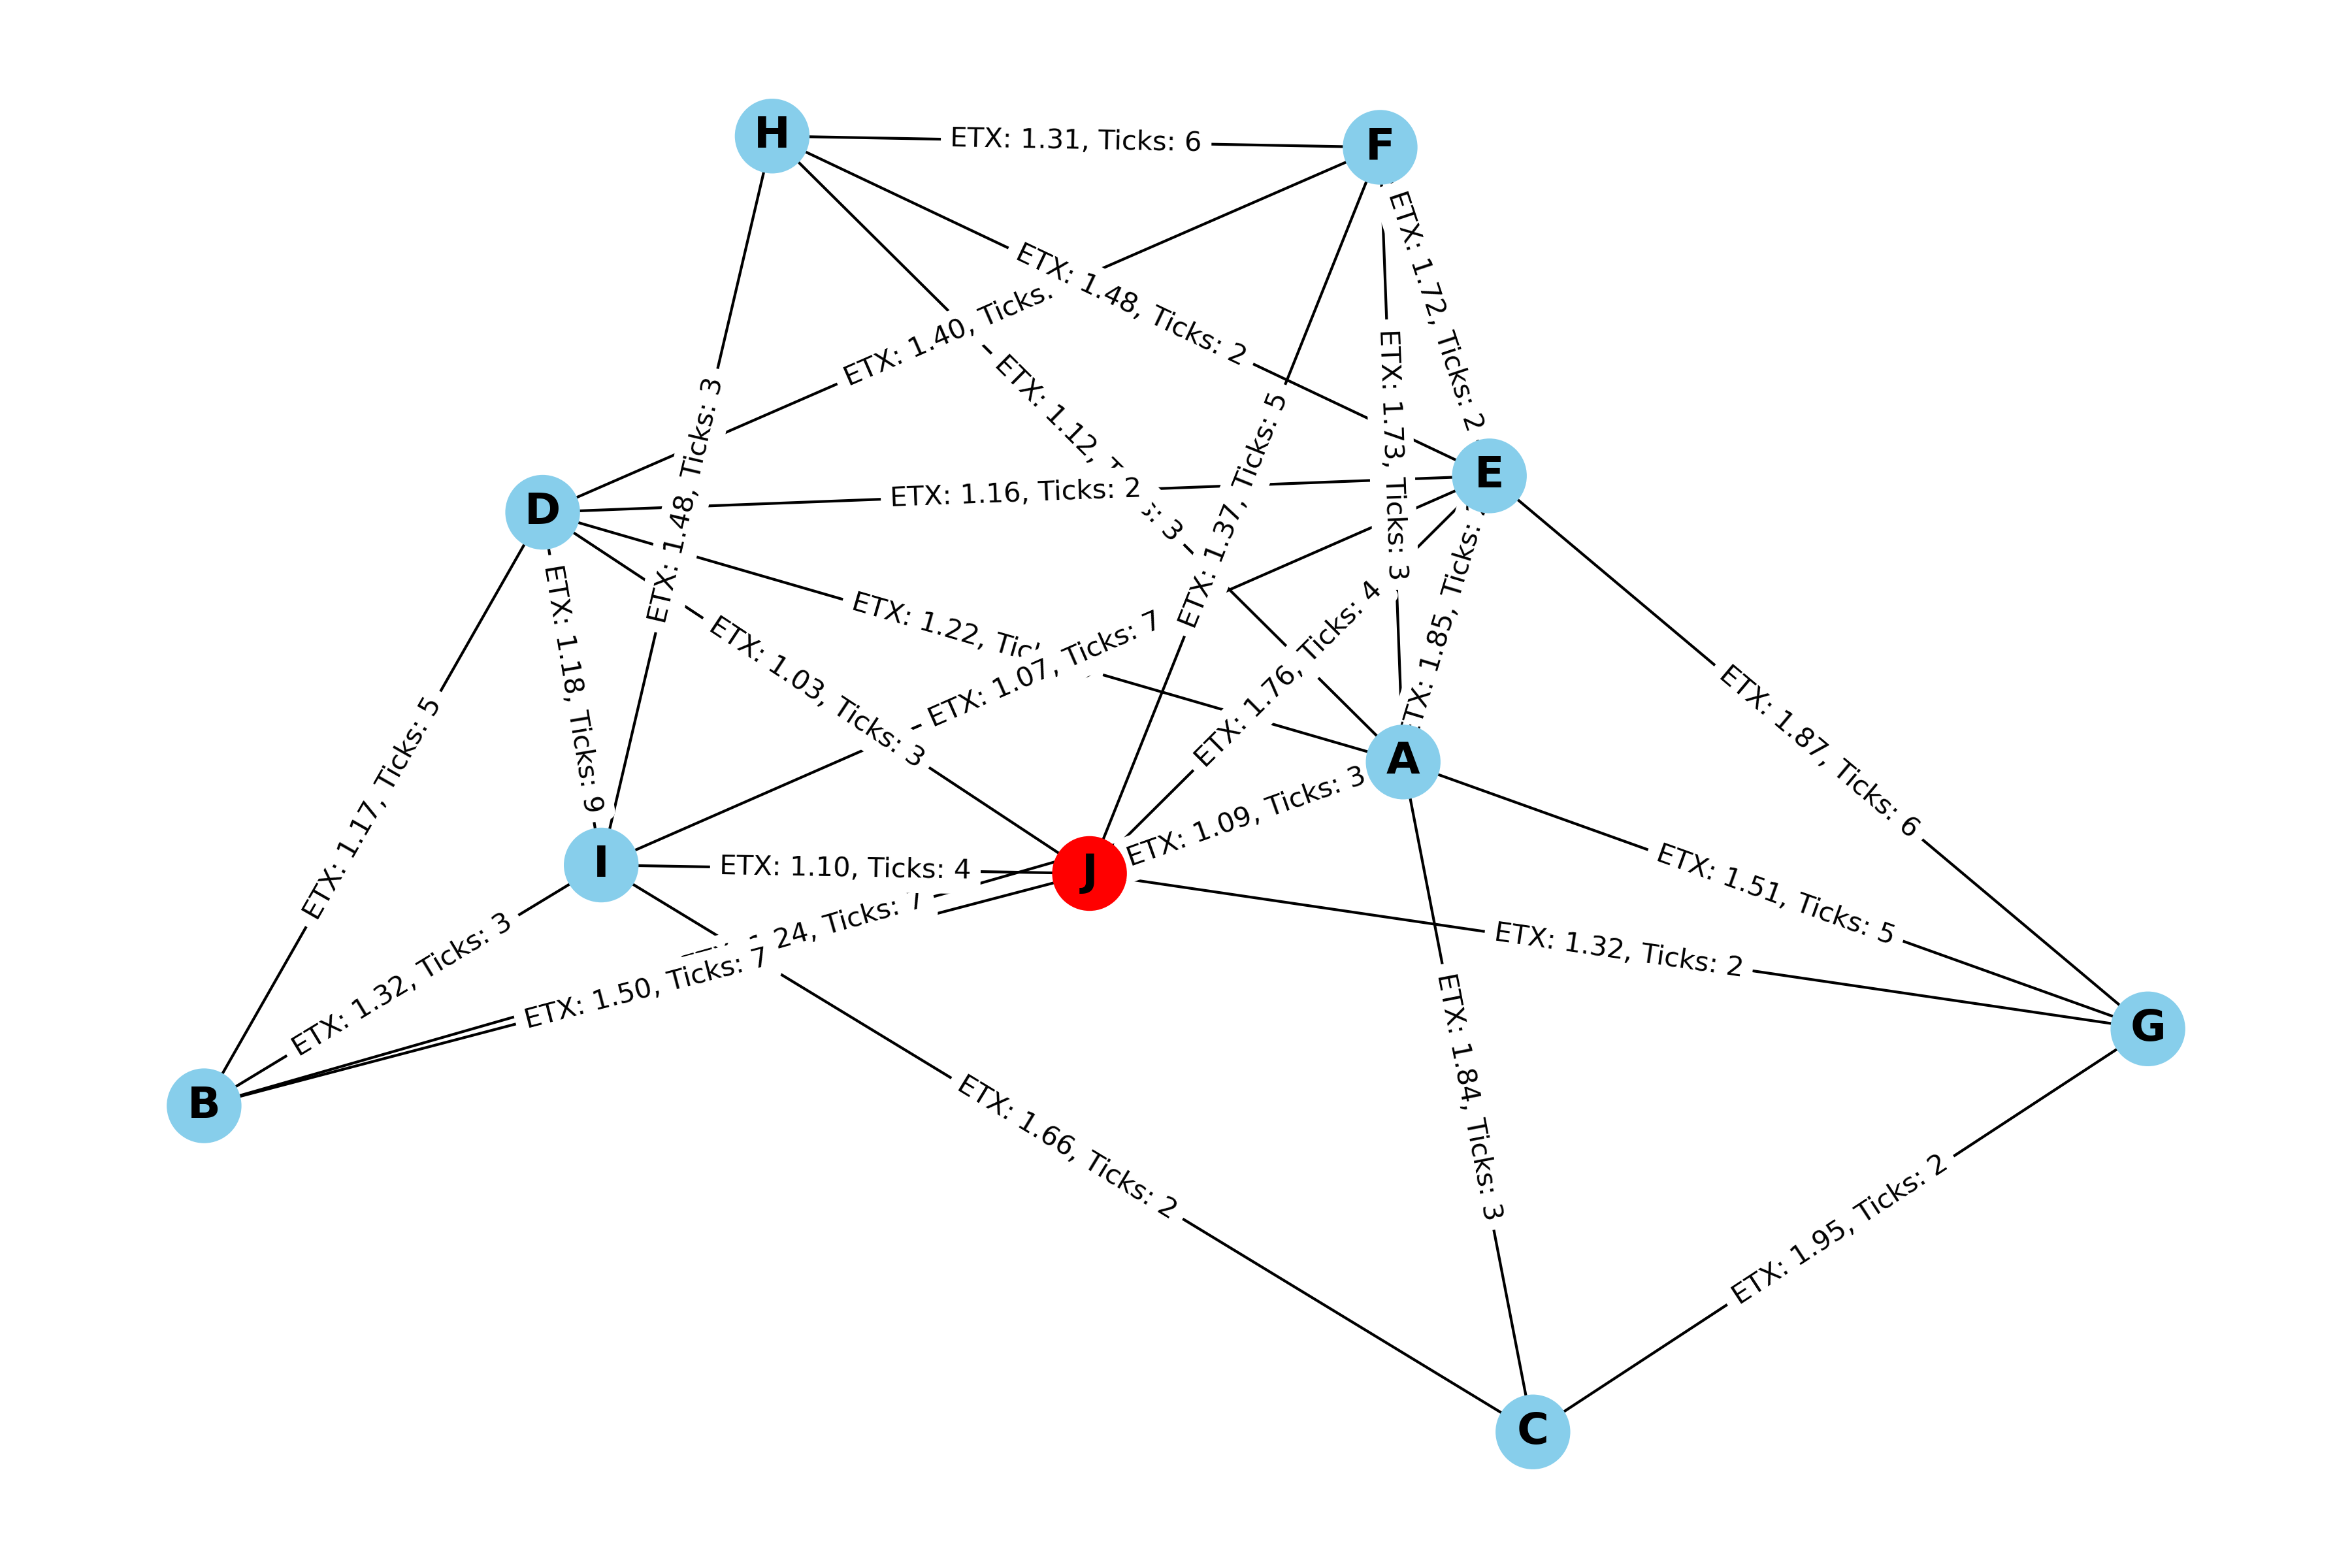 H
F
ETX: 1.31, Ticks: 6
ETX: 1.72, Ticks: 2
ETX: 1.48, Ticks: 2
ETX: 1.40, Ticks:
ETX: 1.12,
: 3
ETX: 1.73, Ticks: 3
ETX: 1.37, Ticks: 5
ETX: 1.48, Ticks: 3
E
D
ETX: 1.16, Ticks: 2
ETX: 1.22,
ETX: 1.07, Ticks: 7
ETX: 1.03, Ticks: 3
ETX: 1.76, Ticks: 4
1.85, Ticks:
ETX: 1.18, Ticks: 9
ETX: 1.87, Ticks: 6
A
ETX: 1.17, Ticks: 5
ETX: 1.09, Ticks: 3
I
ETX: 1.10, Ticks: 4
J
ETX: 1.51, Ticks: 5
24, Ticks: 7
ETX: 1.32, Ticks: 3
ETX: 1.50, Ticks: 7
ETX: 1.32, Ticks: 2
G
B
ETX: 1.84, Ticks: 3
ETX: 1.66, Ticks: 2
ETX: 1.95, Ticks: 2
C